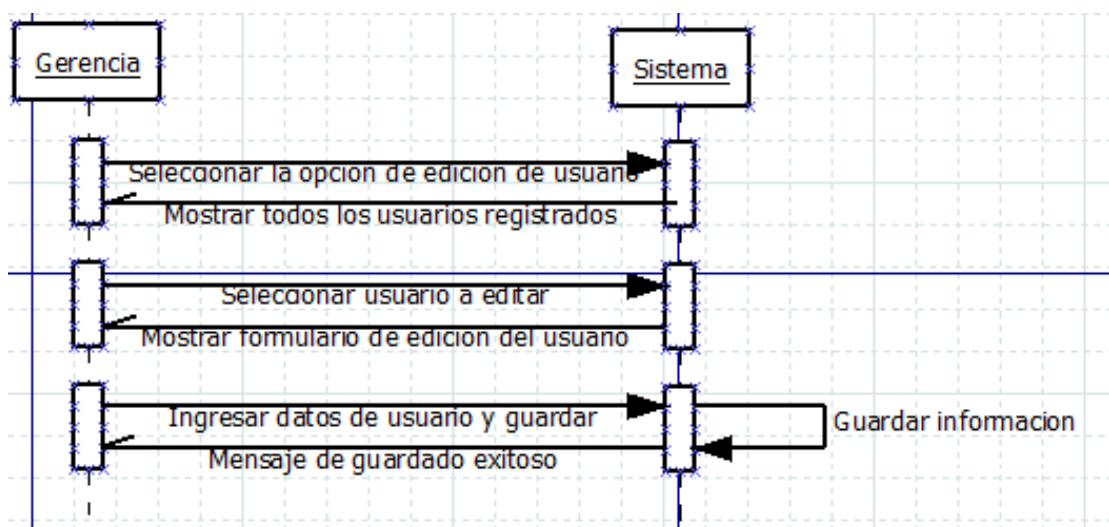 Gerencia
Sistema
Seleccionar la opcion de edicion de usuario
Mostrar todos los usuarios registrados
Seleccionar usuario a editar
Mostrar formulario de edicion del usuario
Ingresar datos de usuario y guardar
Guardar informacion
Mensaje de guardado exitoso